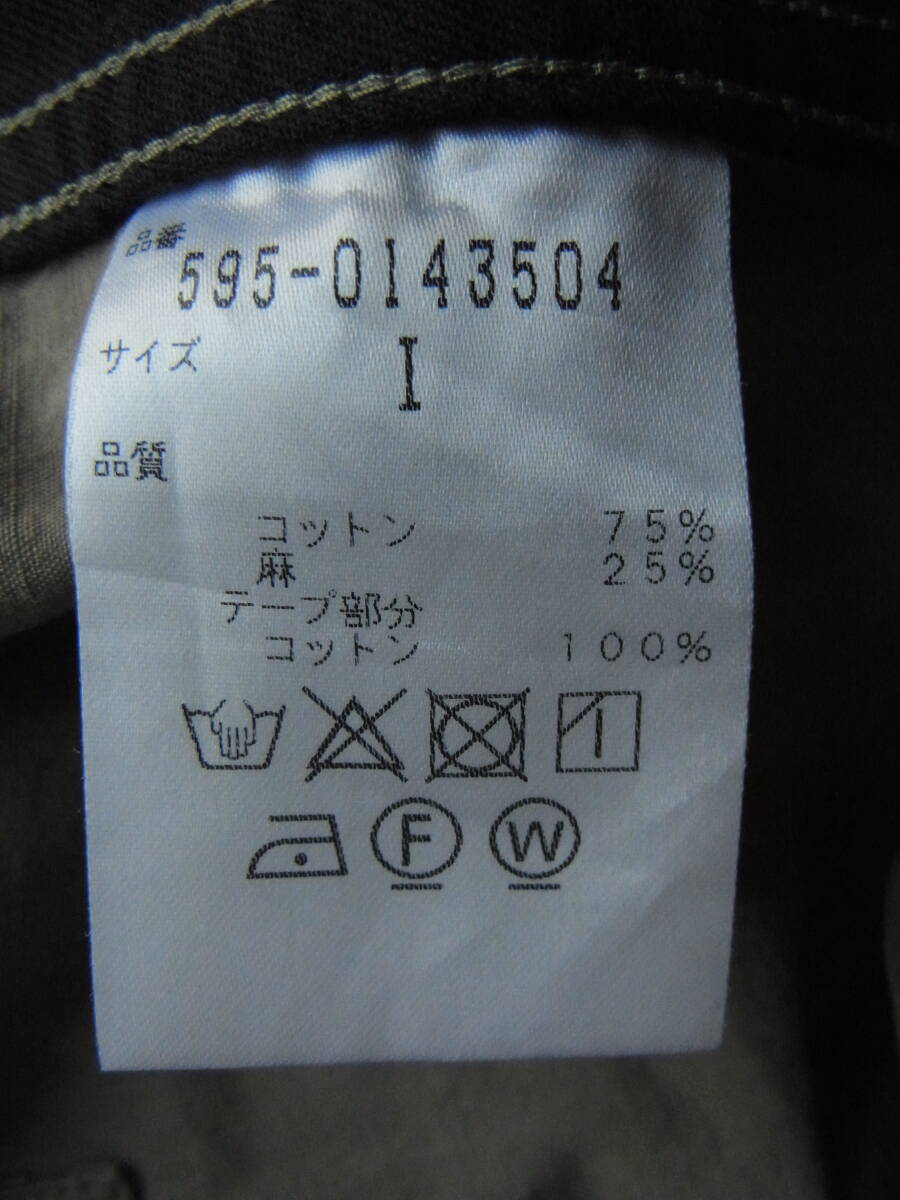 品番
595-0143504
サイズ I
品質
コットン 75%
麻 25%
テープ部分
コットン 100%
F W